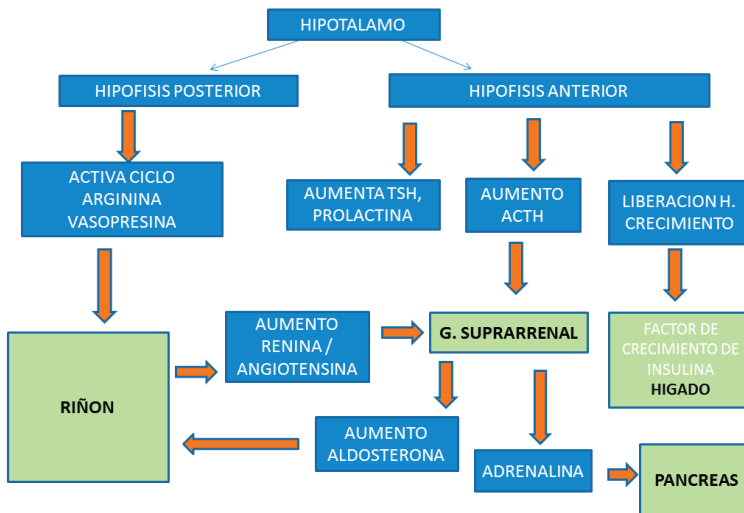 HIPOTALAMO
HIPOFISIS POSTERIOR
HIPOFISIS ANTERIOR
ACTIVA CICLO
ARGININA
VASOPRESINA
AUMENTA TSH,
PROLACTINA
AUMENTO
ACTH
LIBERACION H.
CRECIMIENTO
RIÑON
AUMENTO
RENINA /
ANGIOTENSINA
G. SUPRARRENAL
FACTOR DE
CRECIMIENTO DE
INSULINA
HIGADO
AUMENTO
ALDOSTERONA
ADRENALINA
PANCREAS